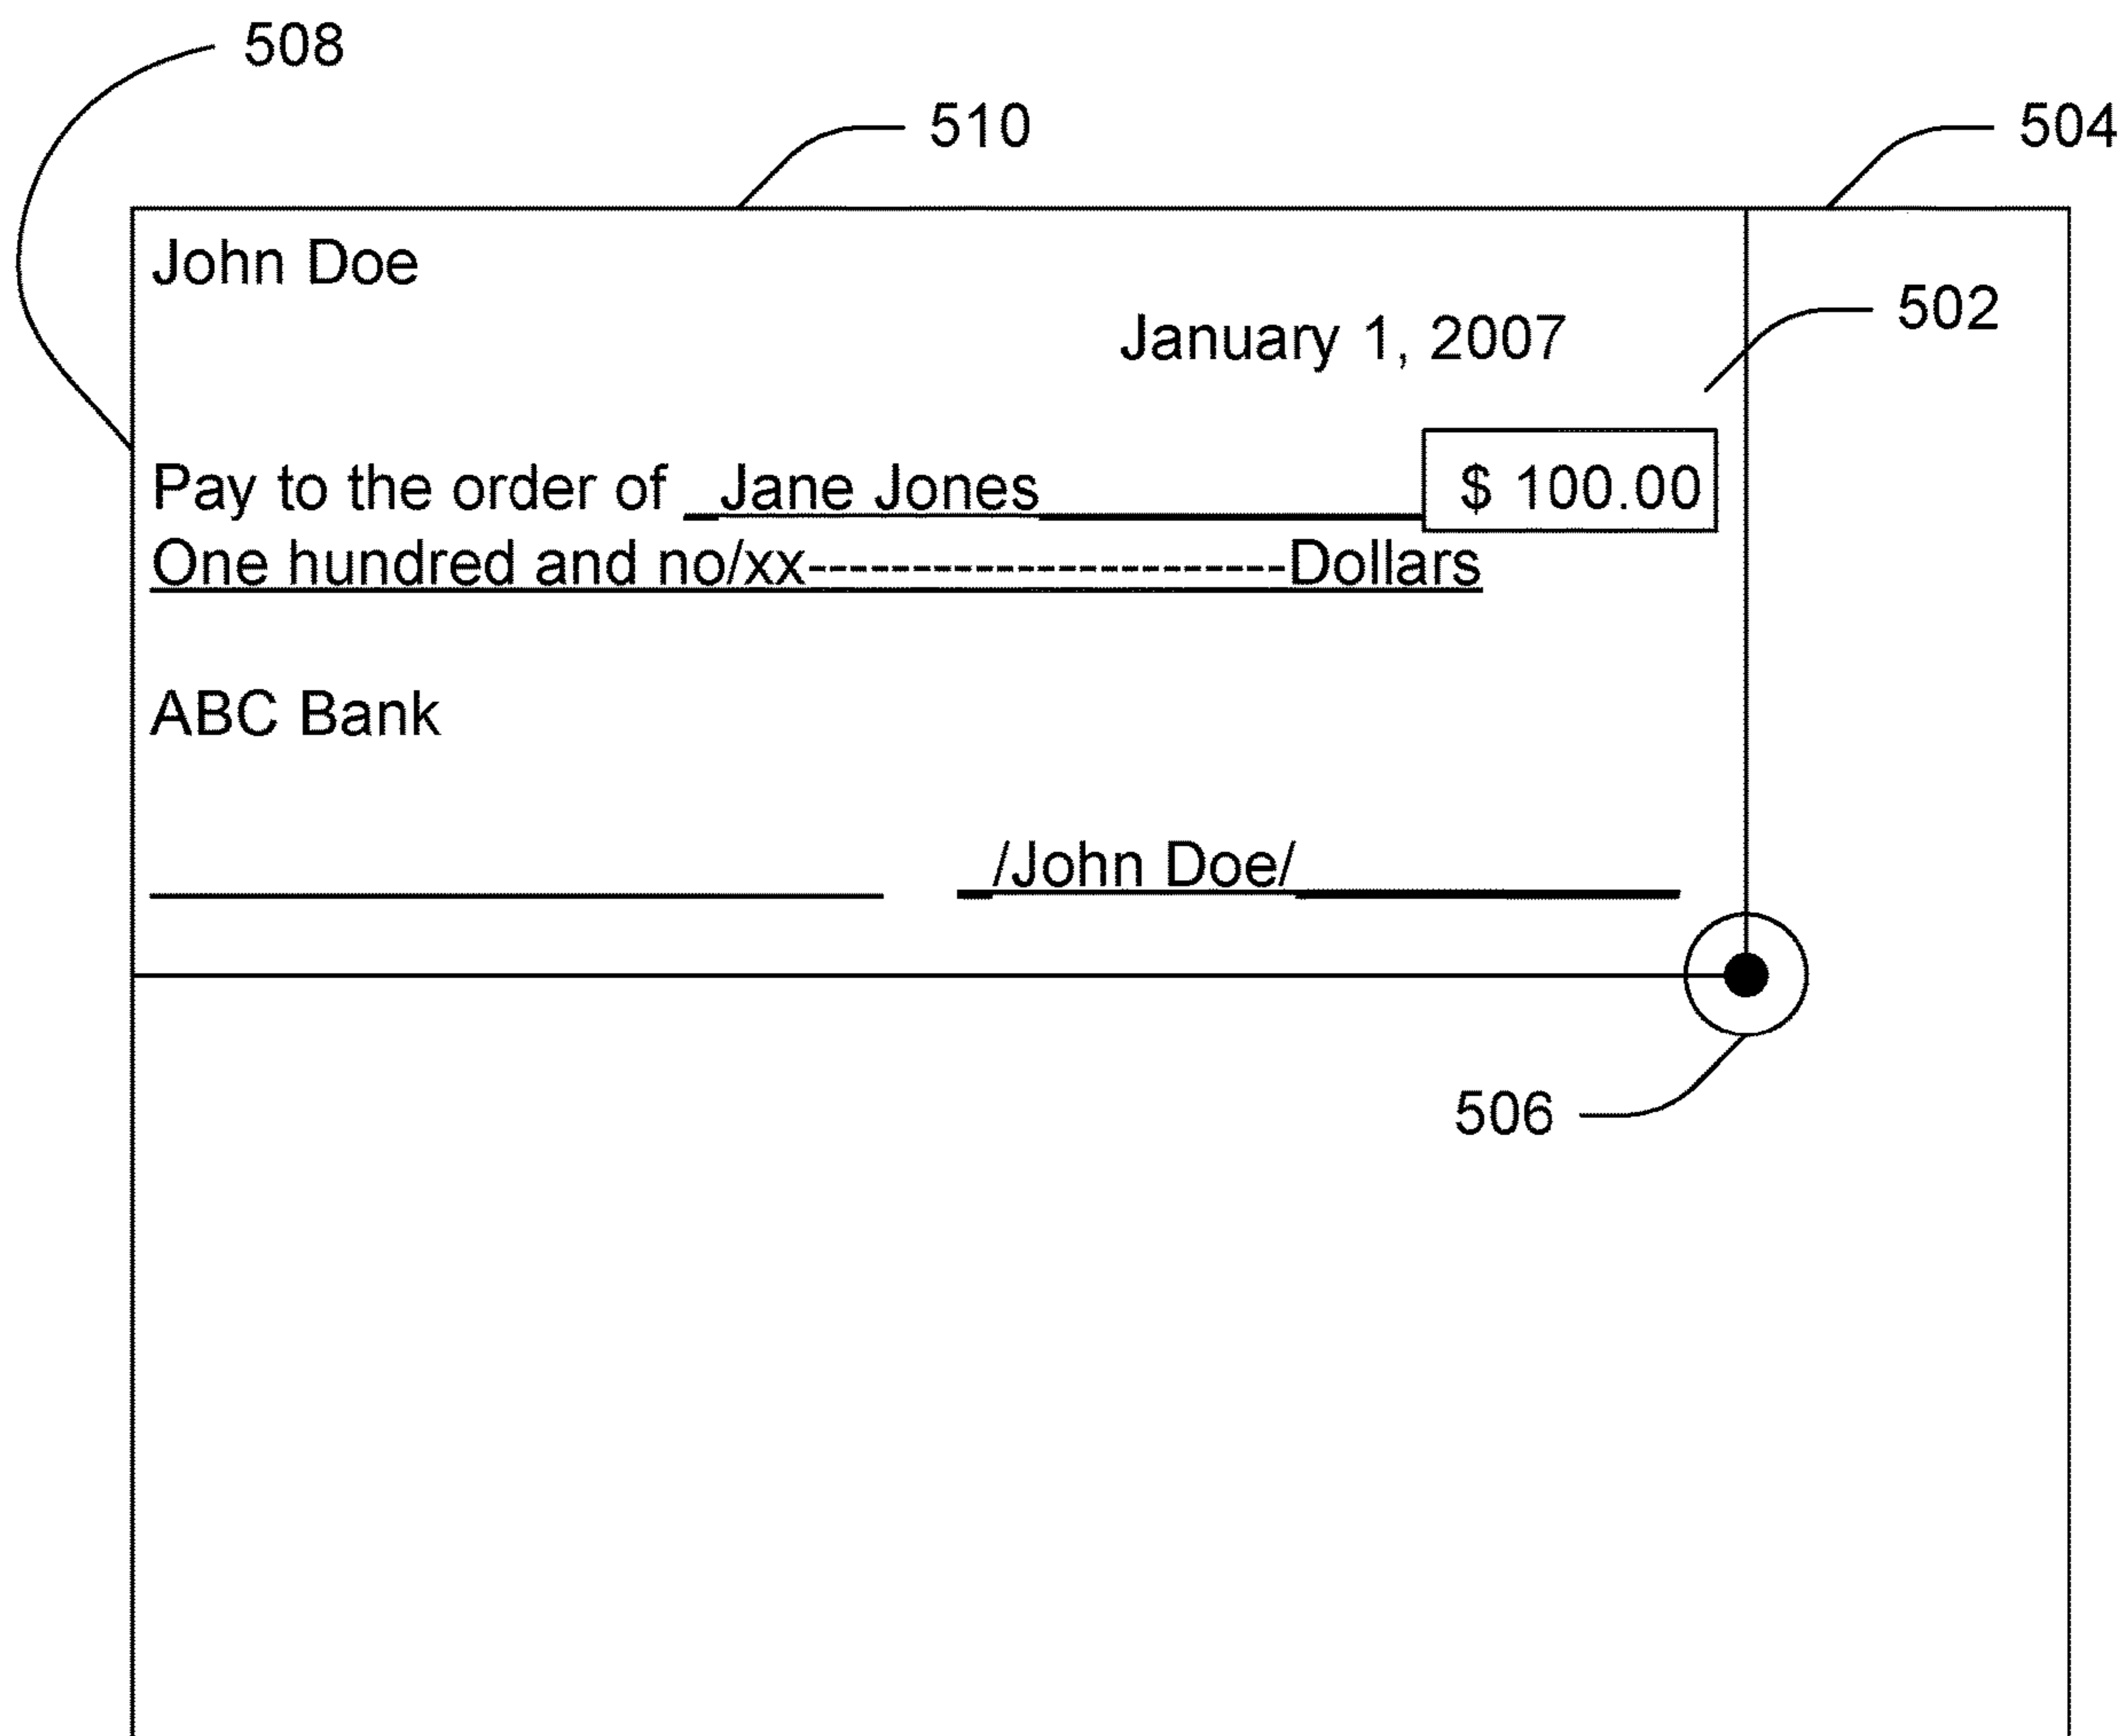 508
510
504
John Doe
502
January 1, 2007
Pay to the order of Jane Jones $ 100.00
One hundred and no/xx-----------------------Dollars
ABC Bank
/John Doe/
506